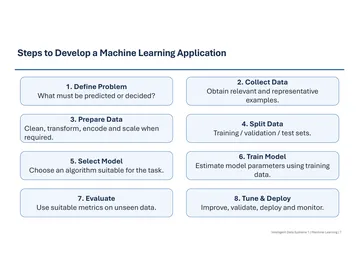 Steps to Develop a Machine Learning Application
1. Define Problem
What must be predicted or decided?
2. Collect Data
Obtain relevant and representative
examples.
3. Prepare Data
Clean, transform, encode and scale when
required.
4. Split Data
Training / validation / test sets.
5. Select Model
Choose an algorithm suitable for the task.
6. Train Model
Estimate model parameters using training
data.
7. Evaluate
Use suitable metrics on unseen data.
8. Tune & Deploy
Improve, validate, deploy and monitor.